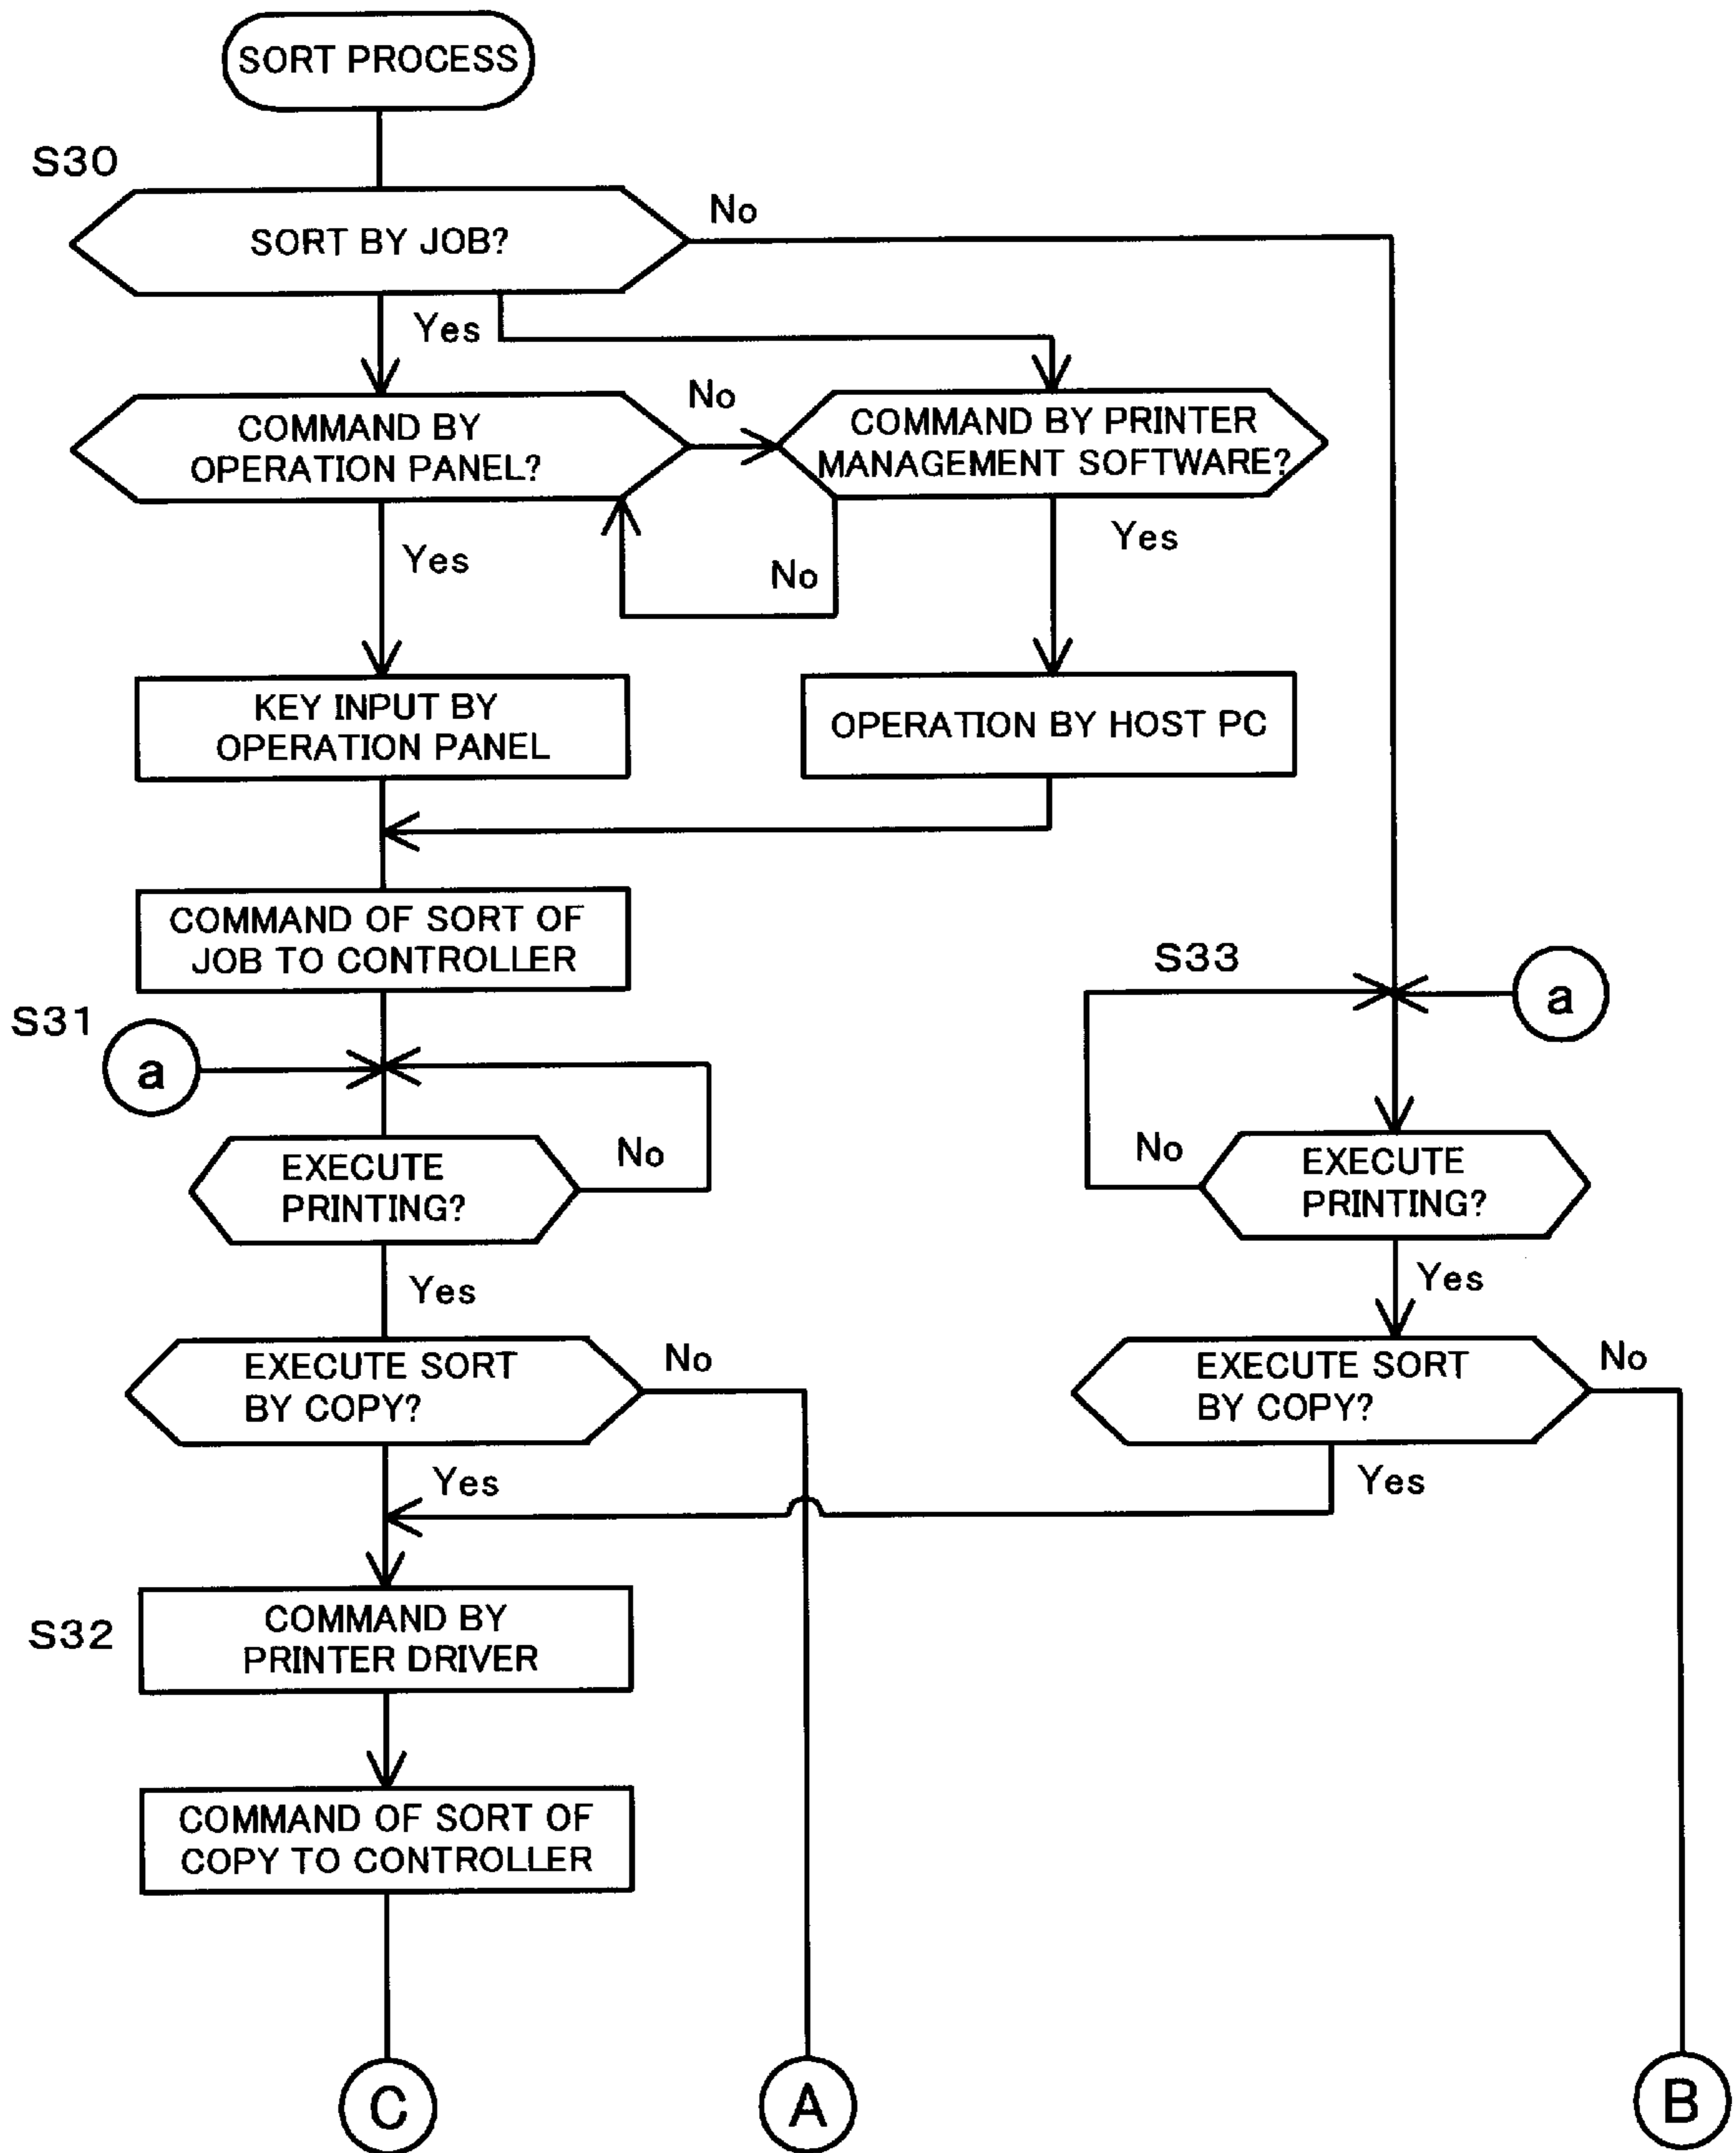 SORT PROCESS
S30
SORT BY JOB?
No
Yes
COMMAND BY
OPERATION PANEL?
No
COMMAND BY PRINTER
MANAGEMENT SOFTWARE?
Yes
No
Yes
KEY INPUT BY
OPERATION PANEL
OPERATION BY HOST PC
COMMAND OF SORT OF
JOB TO CONTROLLER
S33
a
S31
a
EXECUTE
PRINTING?
No
No
EXECUTE
PRINTING?
Yes
Yes
EXECUTE SORT
BY COPY?
No
EXECUTE SORT
BY COPY?
No
Yes
Yes
S32
COMMAND BY
PRINTER DRIVER
COMMAND OF SORT OF
COPY TO CONTROLLER
C
A
B